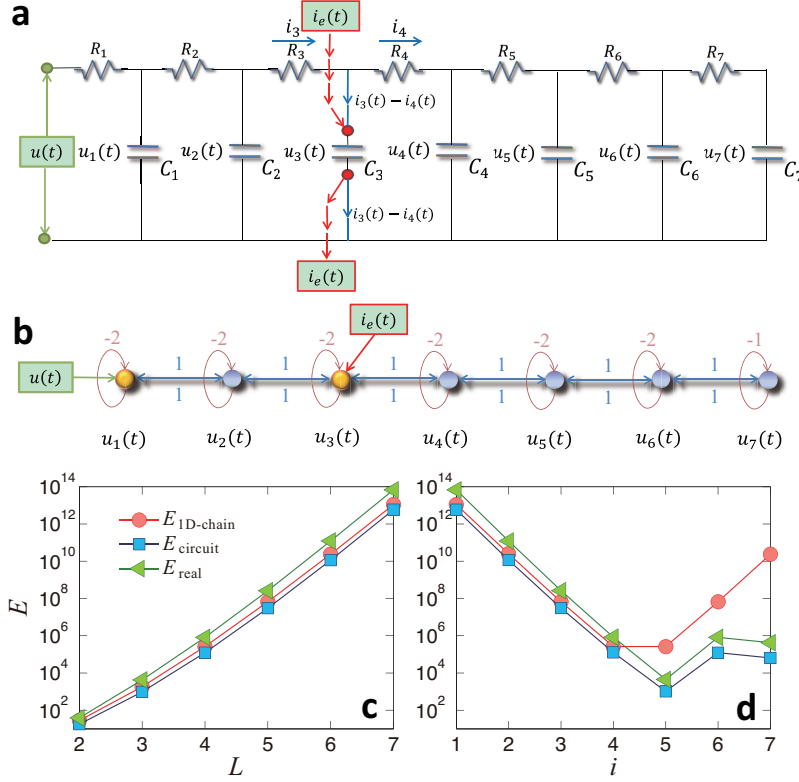 a
i_e(t)
i_3 i_4
R_1 R_2 R_3 R_4 R_5 R_6 R_7
i_3(t) − i_4(t)
u(t) u_1(t) u_2(t) u_3(t) u_4(t) u_5(t) u_6(t) u_7(t)
C_1 C_2 C_3 C_4 C_5 C_6 C_7
i_3(t) − i_4(t)
i_e(t)
b
i_e(t)
-2 -2 -2 -2 -2 -2 -1
u(t) 1 1 1 1 1 1
1 1 1 1 1 1
u_1(t) u_2(t) u_3(t) u_4(t) u_5(t) u_6(t) u_7(t)
10^14 10^14
10^12 10^12
10^10 10^10
10^8 10^8
10^6 10^6
10^4 10^4
10^2 10^2
E_1D-chain
E_circuit
E_real
E
c d
2 3 4 5 6 7 1 2 3 4 5 6 7
L i